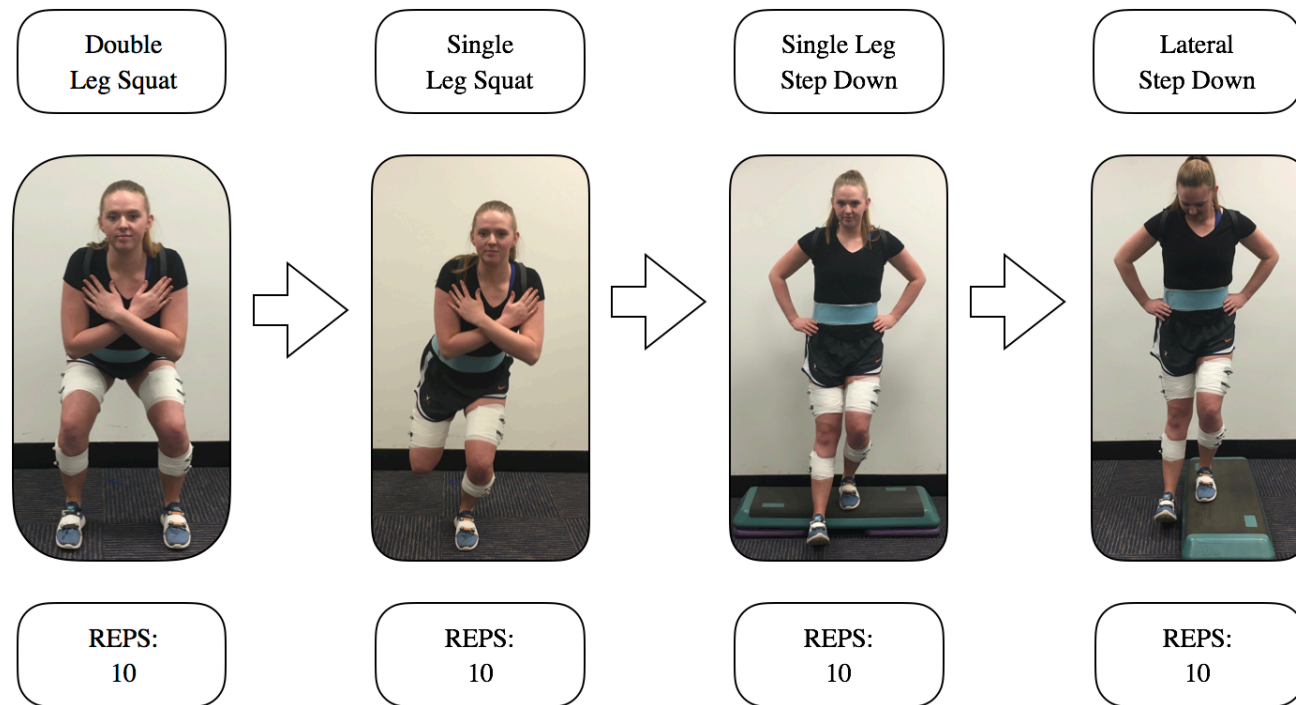 Double
Leg Squat
Single
Leg Squat
Single Leg
Step Down
Lateral
Step Down
REPS:
10
REPS:
10
REPS:
10
REPS:
10